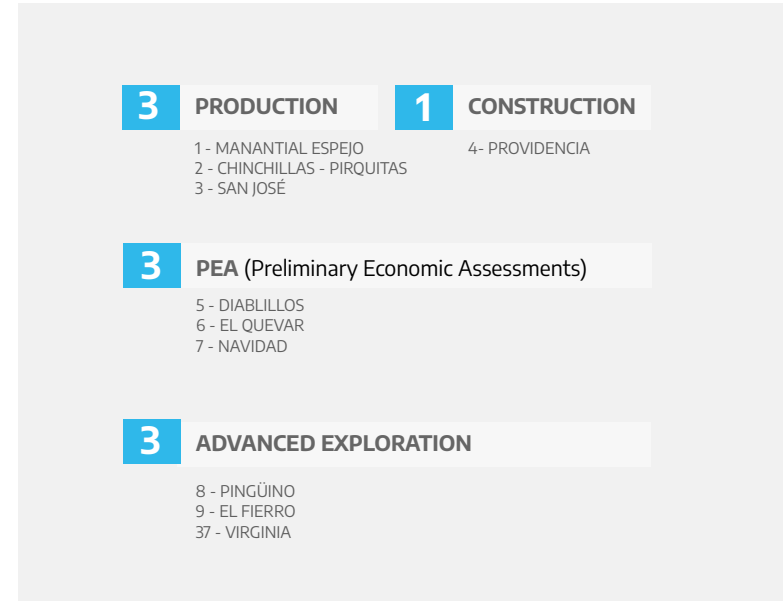 3 PRODUCTION
1 - MANANTIAL ESPEJO
2 - CHINCHILLAS - PIRQUITAS
3 - SAN JOSÉ
1 CONSTRUCTION
4- PROVIDENCIA
3 PEA (Preliminary Economic Assessments)
5 - DIABLILLOS
6 - EL QUEVAR
7 - NAVIDAD
3 ADVANCED EXPLORATION
8 - PINGÜINO
9 - EL FIERRO
37 - VIRGINIA